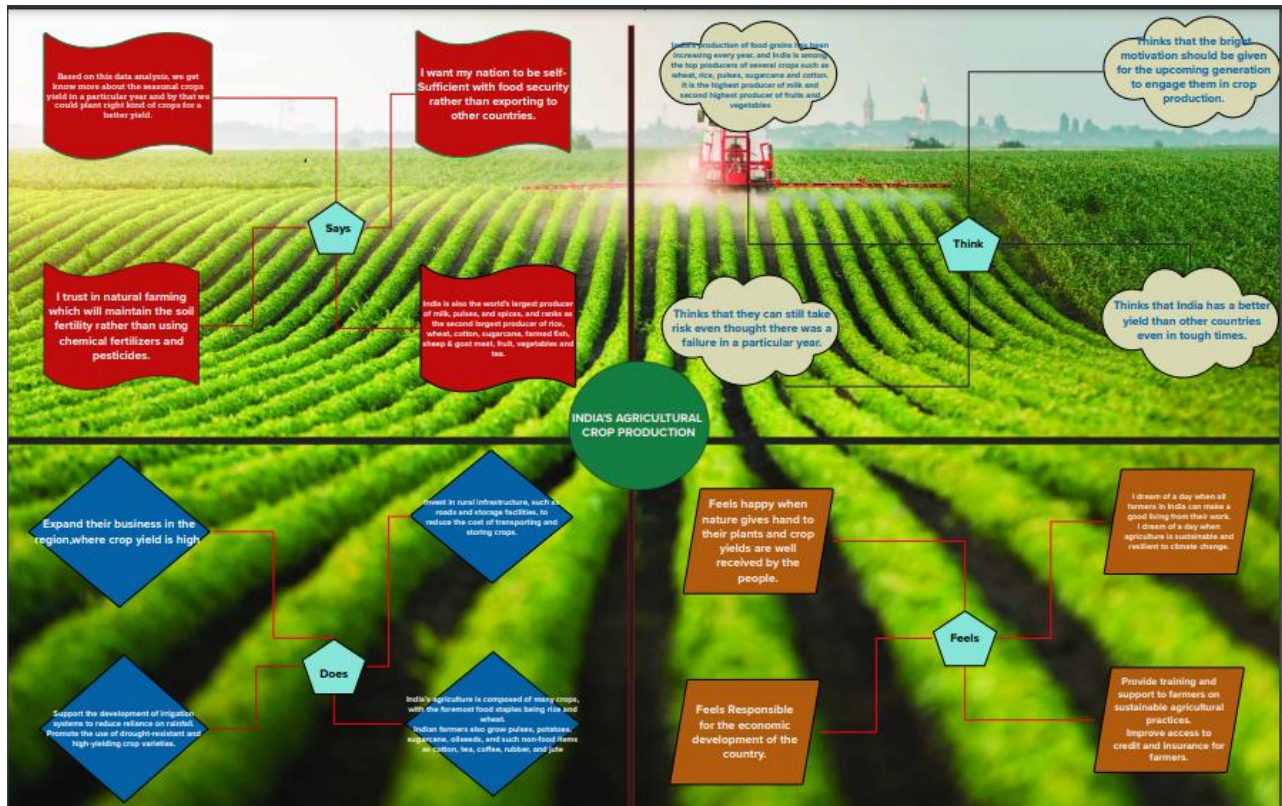 Based on this data analysis, we get
know more about the seasonal crops
yield in a particular year and by that we
could plant right kind of crops for a
better yield.
I want my nation to be self-
Sufficient with food security
rather than exporting to
other countries.
Says
I trust in natural farming
which will maintain the soil
fertility rather than using
chemical fertilizers and
pesticides.
India is also the world's largest producer
of milk, pulses, and spices, and ranks as
the second largest producer of rice,
wheat, cotton, sugarcane, farmed fish,
sheep & goat meat, fruit, vegetables and
tea.
India's production of food grains has been
increasing every year, and India is among
the top producers of several crops such as
wheat, rice, pulses, sugarcane and cotton.
It is the highest producer of milk and
second highest producer of fruits and
vegetables
Thinks that the bright
motivation should be given
for the upcoming generation
to engage them in crop
production.
Think
Thinks that they can still take
risk even thought there was a
failure in a particular year.
Thinks that India has a better
yield than other countries
even in tough times.
INDIA'S AGRICULTURAL
CROP PRODUCTION
Expand their business in the
region,where crop yield is high
Invest in rural infrastructure, such as
roads and storage facilities, to
reduce the cost of transporting and
storing crops.
Does
Support the development of irrigation
systems to reduce reliance on rainfall.
Promote the use of drought-resistant and
high-yielding crop varieties.
India's agriculture is composed of many crops,
with the foremost food staples being rice and
wheat.
Indian farmers also grow pulses, potatoes,
sugarcane, oilseeds, and such non-food items
as cotton, tea, coffee, rubber, and jute
Feels happy when
nature gives hand to
their plants and crop
yields are well
received by the
people.
I dream of a day when all
farmers in India can make a
good living from their work.
I dream of a day when
agriculture is sustainable and
resilient to climate change.
Feels
Feels Responsible
for the economic
development of the
country.
Provide training and
support to farmers on
sustainable agricultural
practices.
Improve access to
credit and insurance for
farmers.